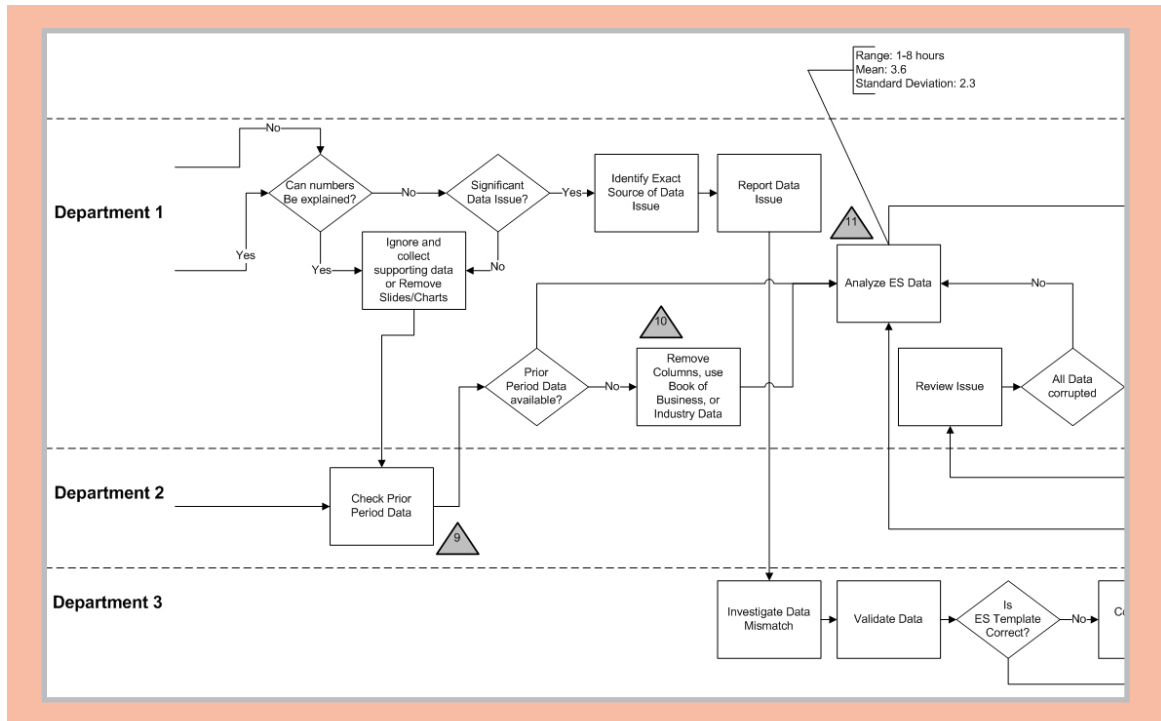 Range: 1-8 hours
Mean: 3.6
Standard Deviation: 2.3
Department 1
No
Yes
Can numbers
Be explained?
No
Yes
Significant
Data Issue?
Yes
No
Ignore and
collect
supporting data
or Remove
Slides/Charts
Identify Exact
Source of Data
Issue
Report Data
Issue
11
Analyze ES Data
No
10
Prior
Period Data
available?
No
Remove
Columns, use
Book of
Business, or
Industry Data
Review Issue
All Data
corrupted
Department 2
Check Prior
Period Data
9
Department 3
Investigate Data
Mismatch
Validate Data
Is
ES Template
Correct?
No